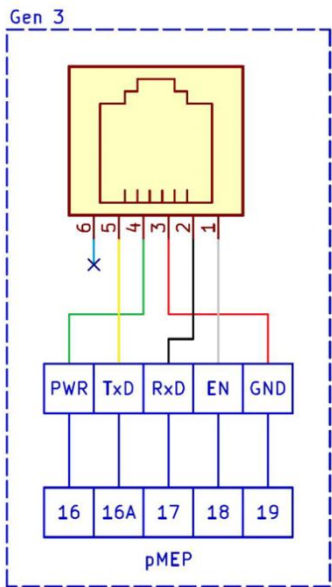 Gen 3
6 5 4 3 2 1
PWR TxD RxD EN GND
16 16A 17 18 19
pMEP